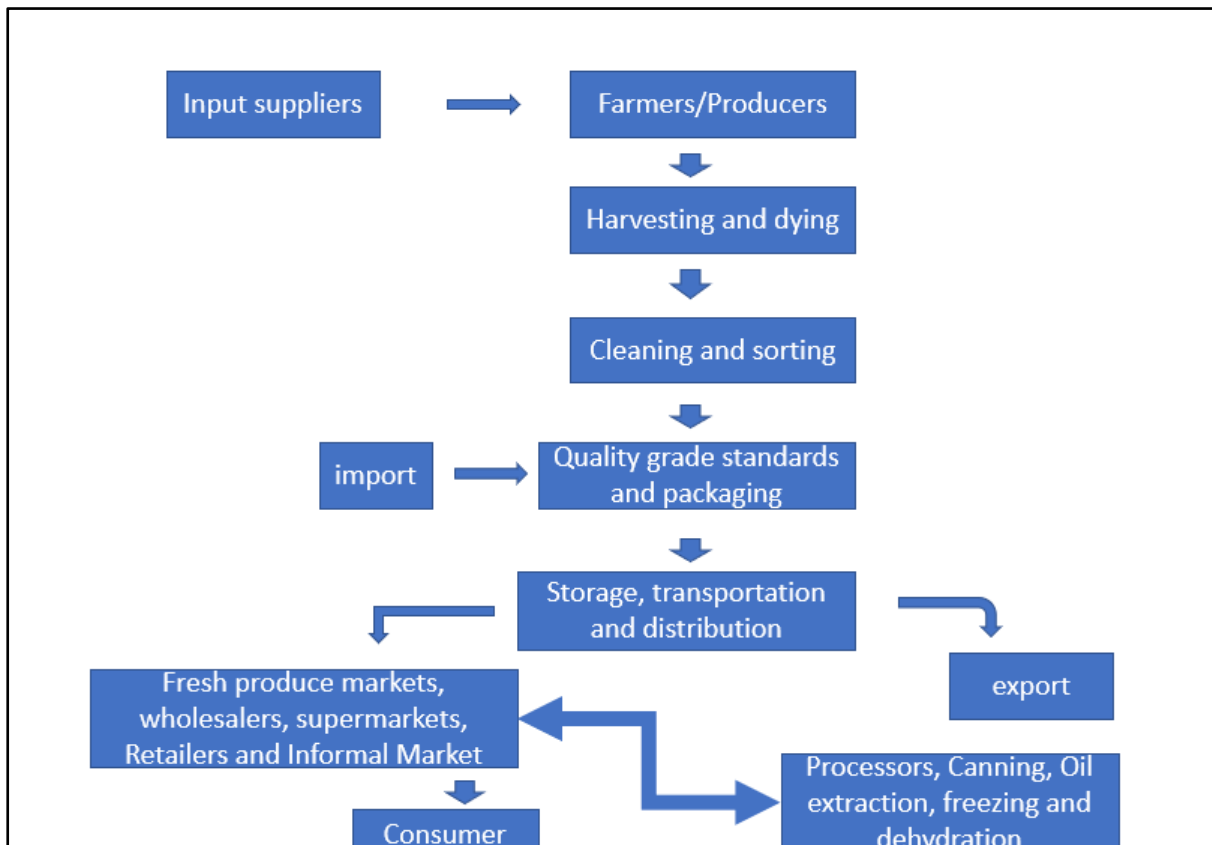 Input suppliers
Farmers/Producers
Harvesting and dying
Cleaning and sorting
import
Quality grade standards
and packaging
Storage, transportation
and distribution
Fresh produce markets,
wholesalers, supermarkets,
Retailers and Informal Market
export
Processors, Canning, Oil
extraction, freezing and
dehydration
Consumer